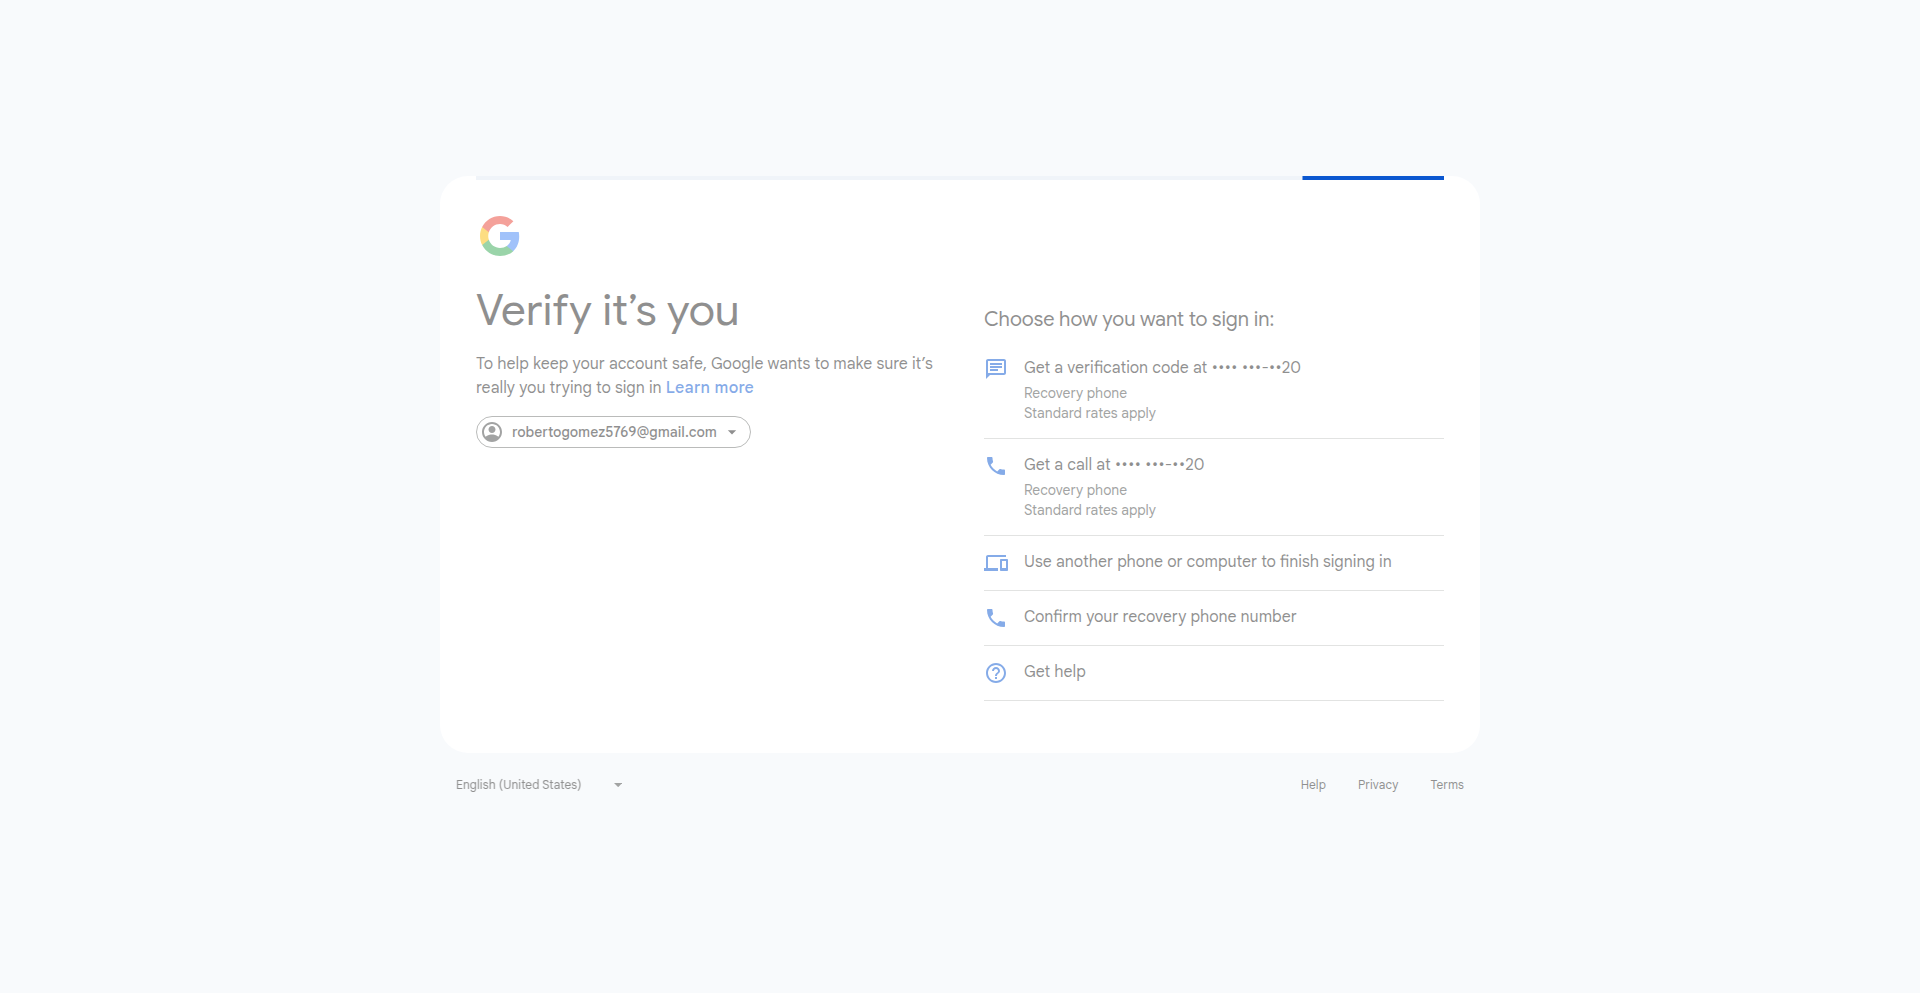 Verify it’s you
To help keep your account safe, Google wants to make sure it’s
really you trying to sign in Learn more
robertogomez5769@gmail.com
Choose how you want to sign in:
Get a verification code at •••• •••-••20
Recovery phone
Standard rates apply
Get a call at •••• •••-••20
Recovery phone
Standard rates apply
Use another phone or computer to finish signing in
Confirm your recovery phone number
Get help
English (United States)
Help Privacy Terms